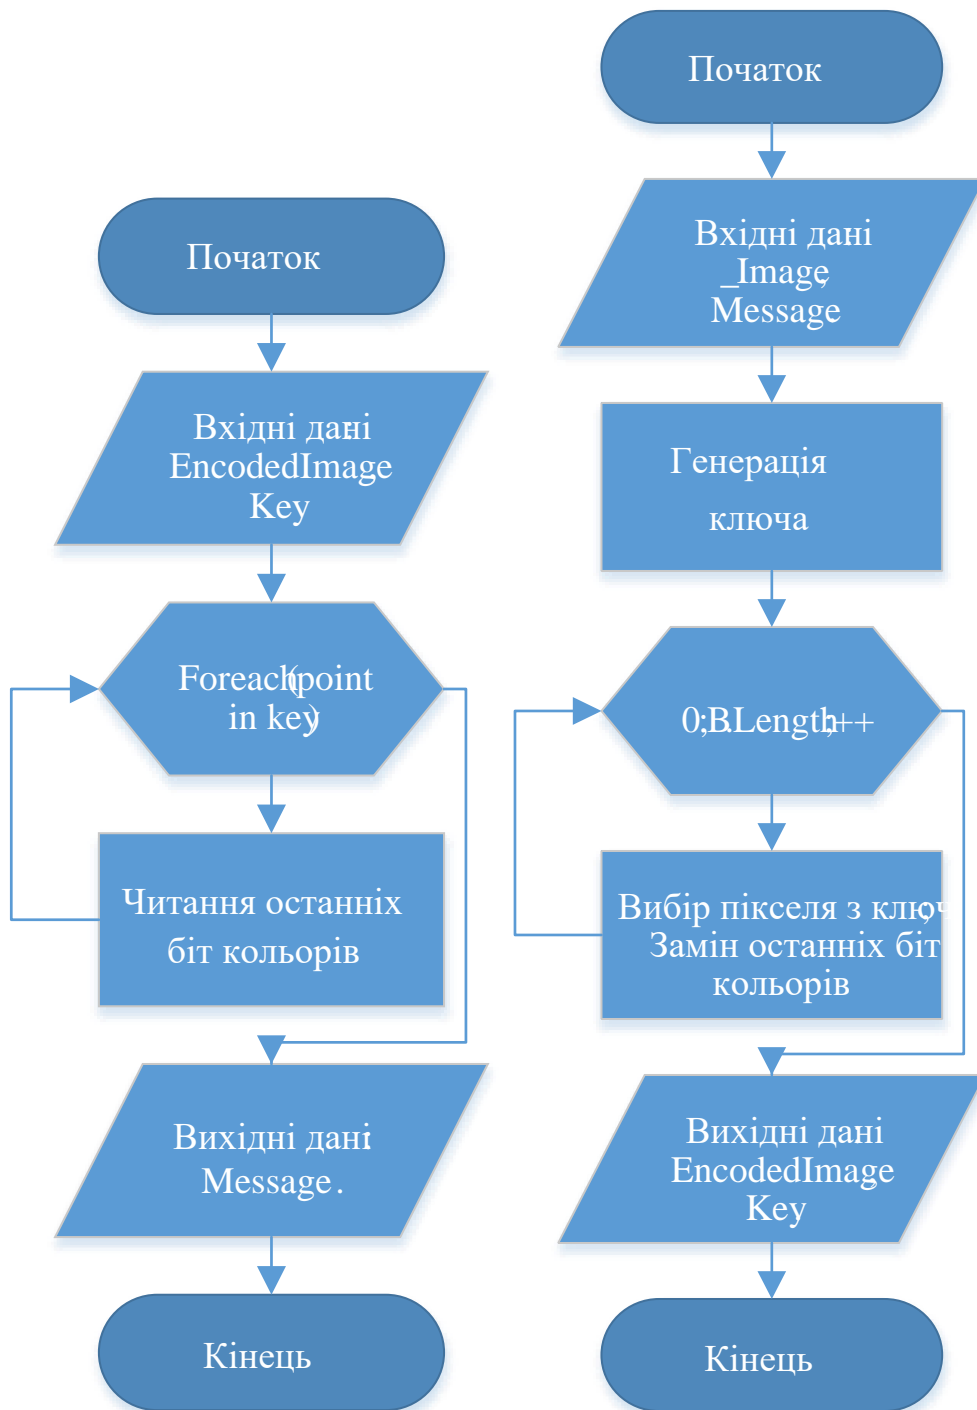 Початок
Вхідні дані:
EncodedImage
Key
Foreach(point
in key)
Читання останніх
біт кольорів
Вихідні дані:
Message.
Кінець
Початок
Вхідні дані:
_Image,
Message.
Генерація
ключа
0;B.Length;++
Вибір пікселя з ключ;
Замін останніх біт
кольорів
Вихідні дані
EncodedImage,
Key
Кінець